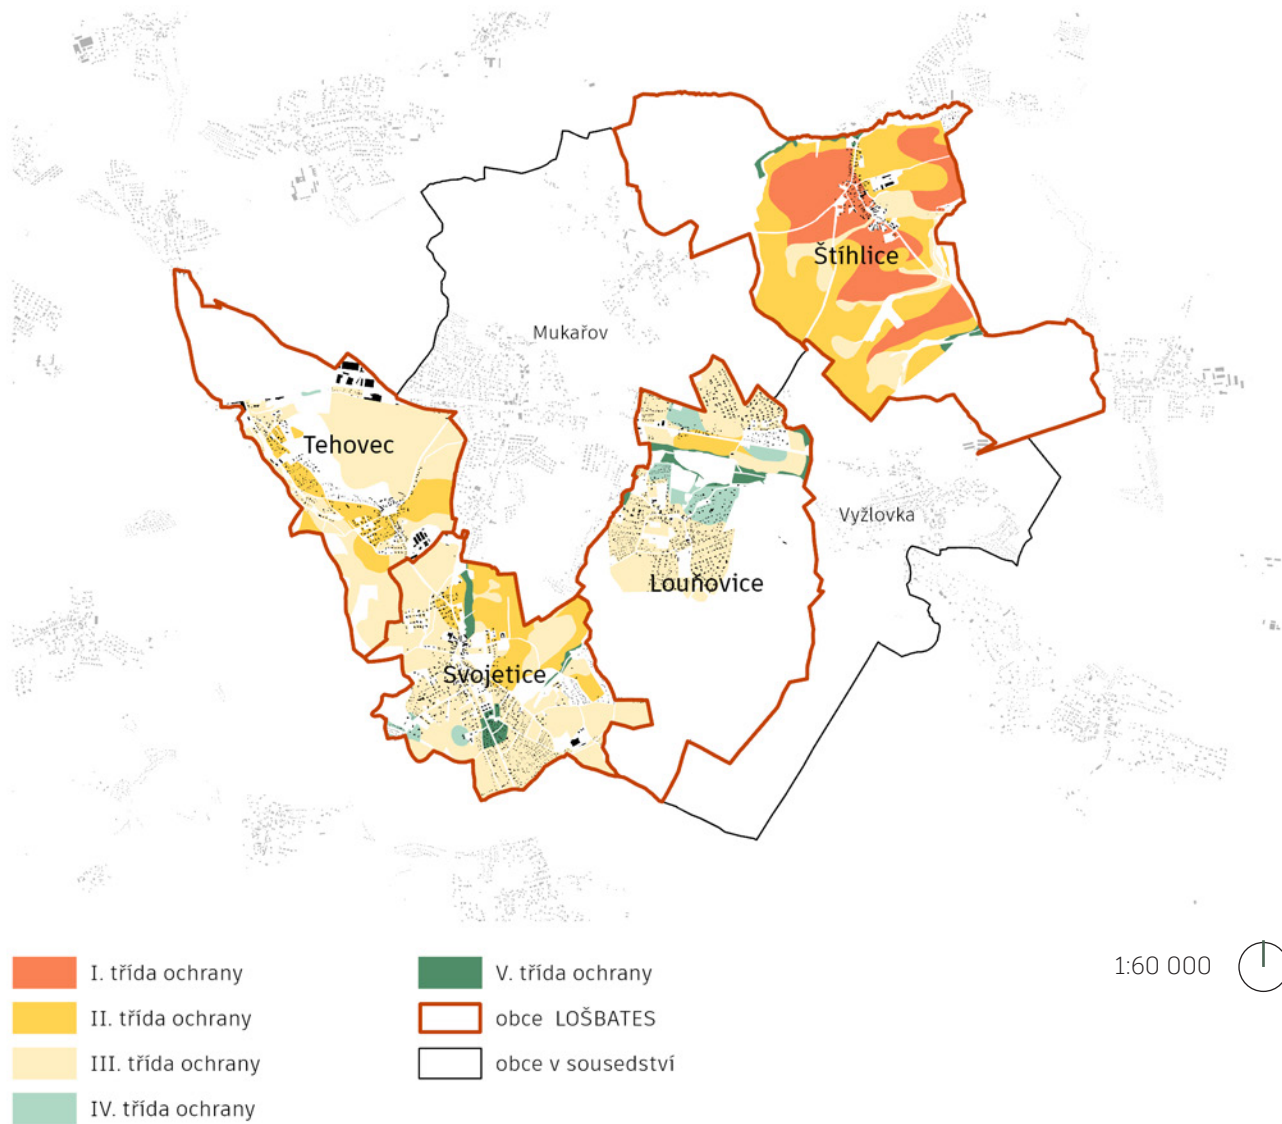 Štíhlice
Mukařov
Tehovec
Vyžlovka
Louňovice
Svojetice
I. třída ochrany
II. třída ochrany
III. třída ochrany
IV. třída ochrany
V. třída ochrany
obce LOŠBATES
obce v sousedství
1:60 000